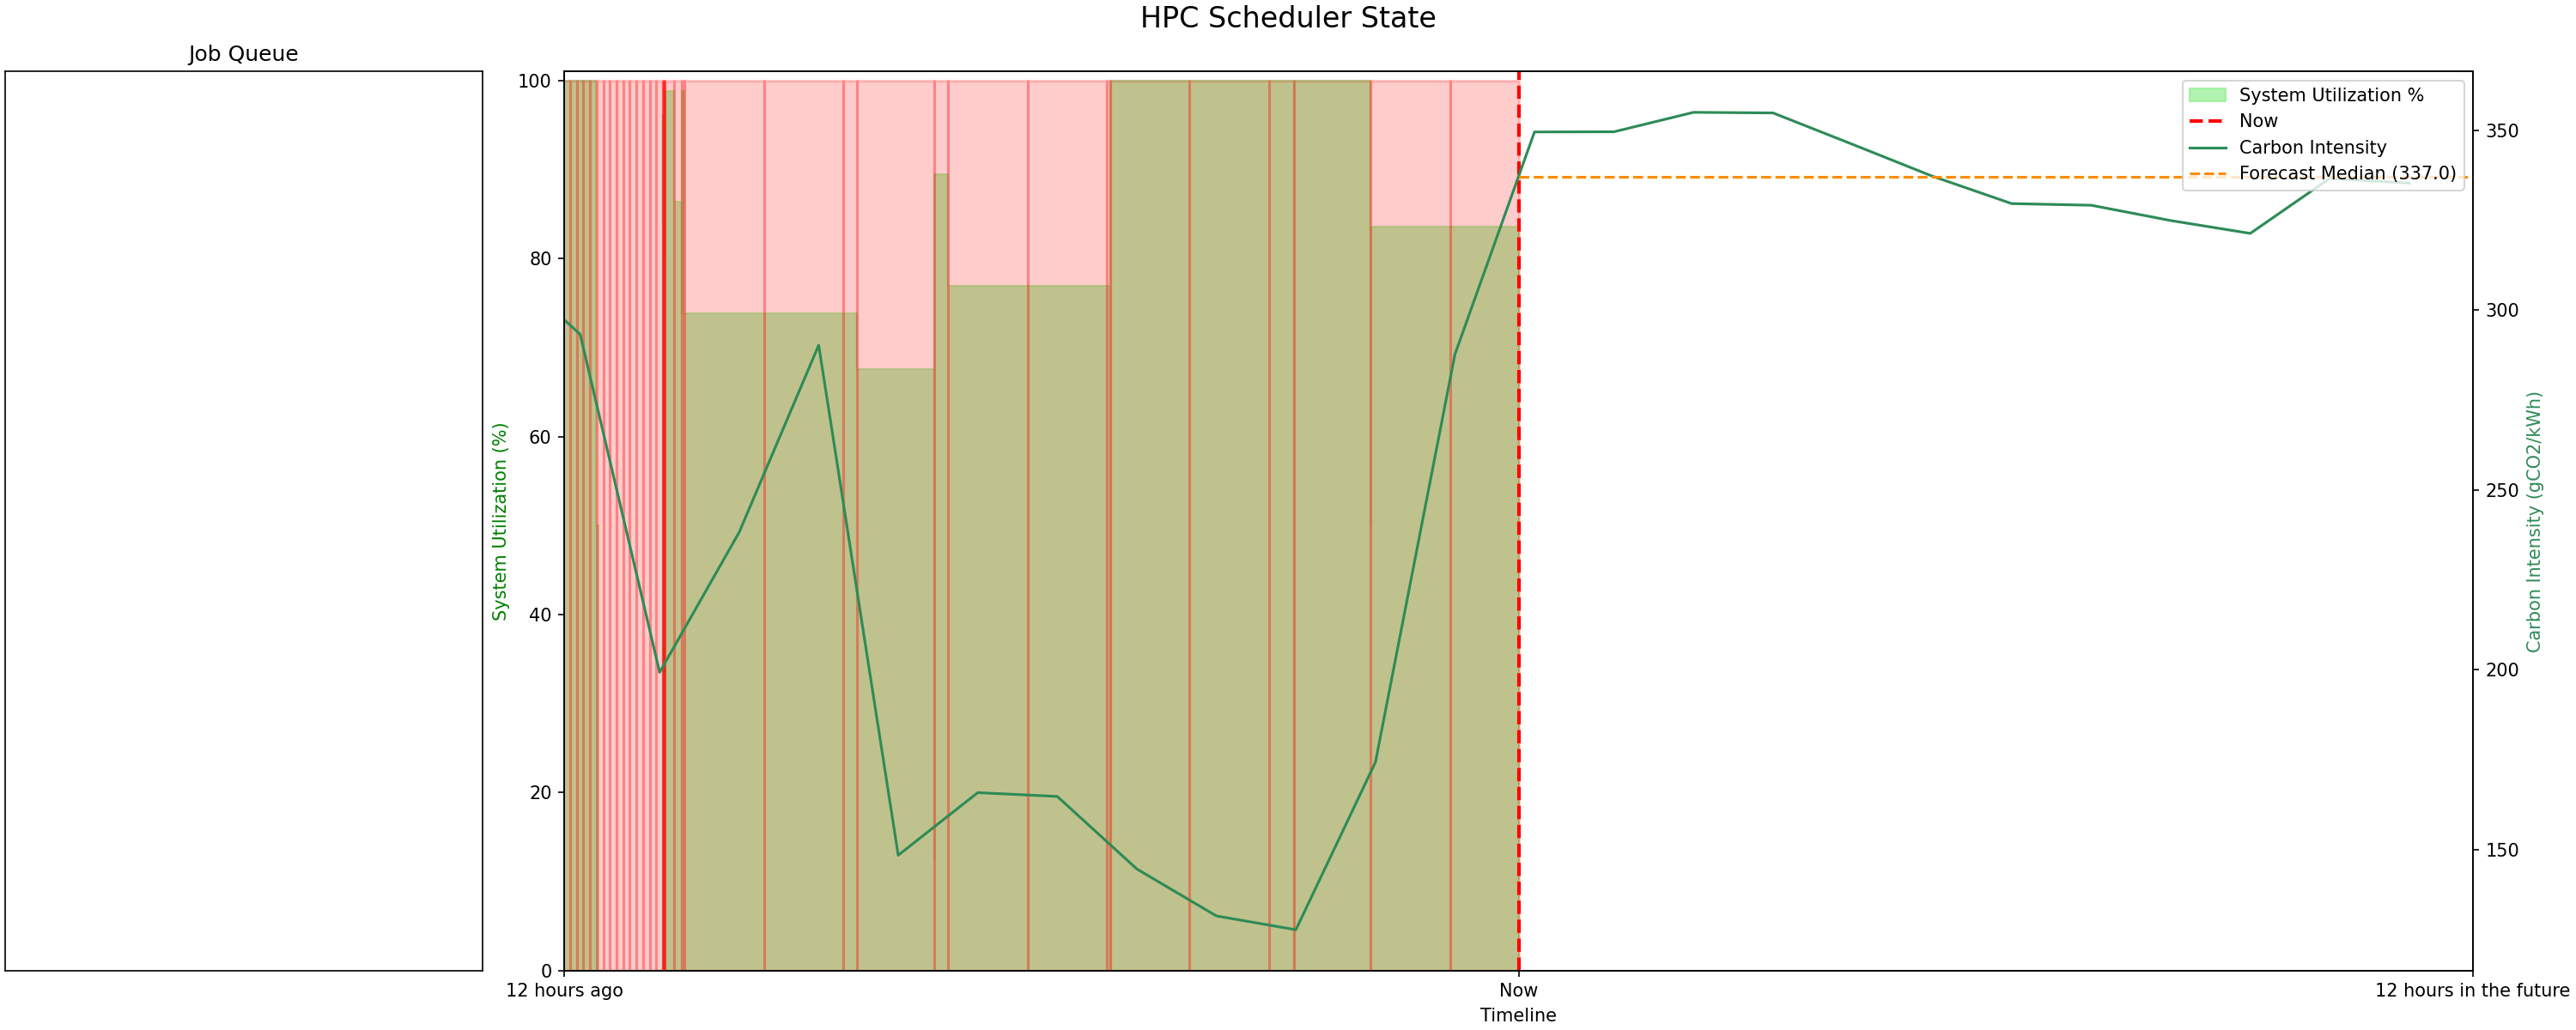 HPC Scheduler State
Job Queue
System Utilization (%)
100
80
60
40
20
0
12 hours ago
Now
12 hours in the future
Timeline
350
300
250
200
150
Carbon Intensity (gCO2/kWh)
System Utilization %
Now
Carbon Intensity
Forecast Median (337.0)